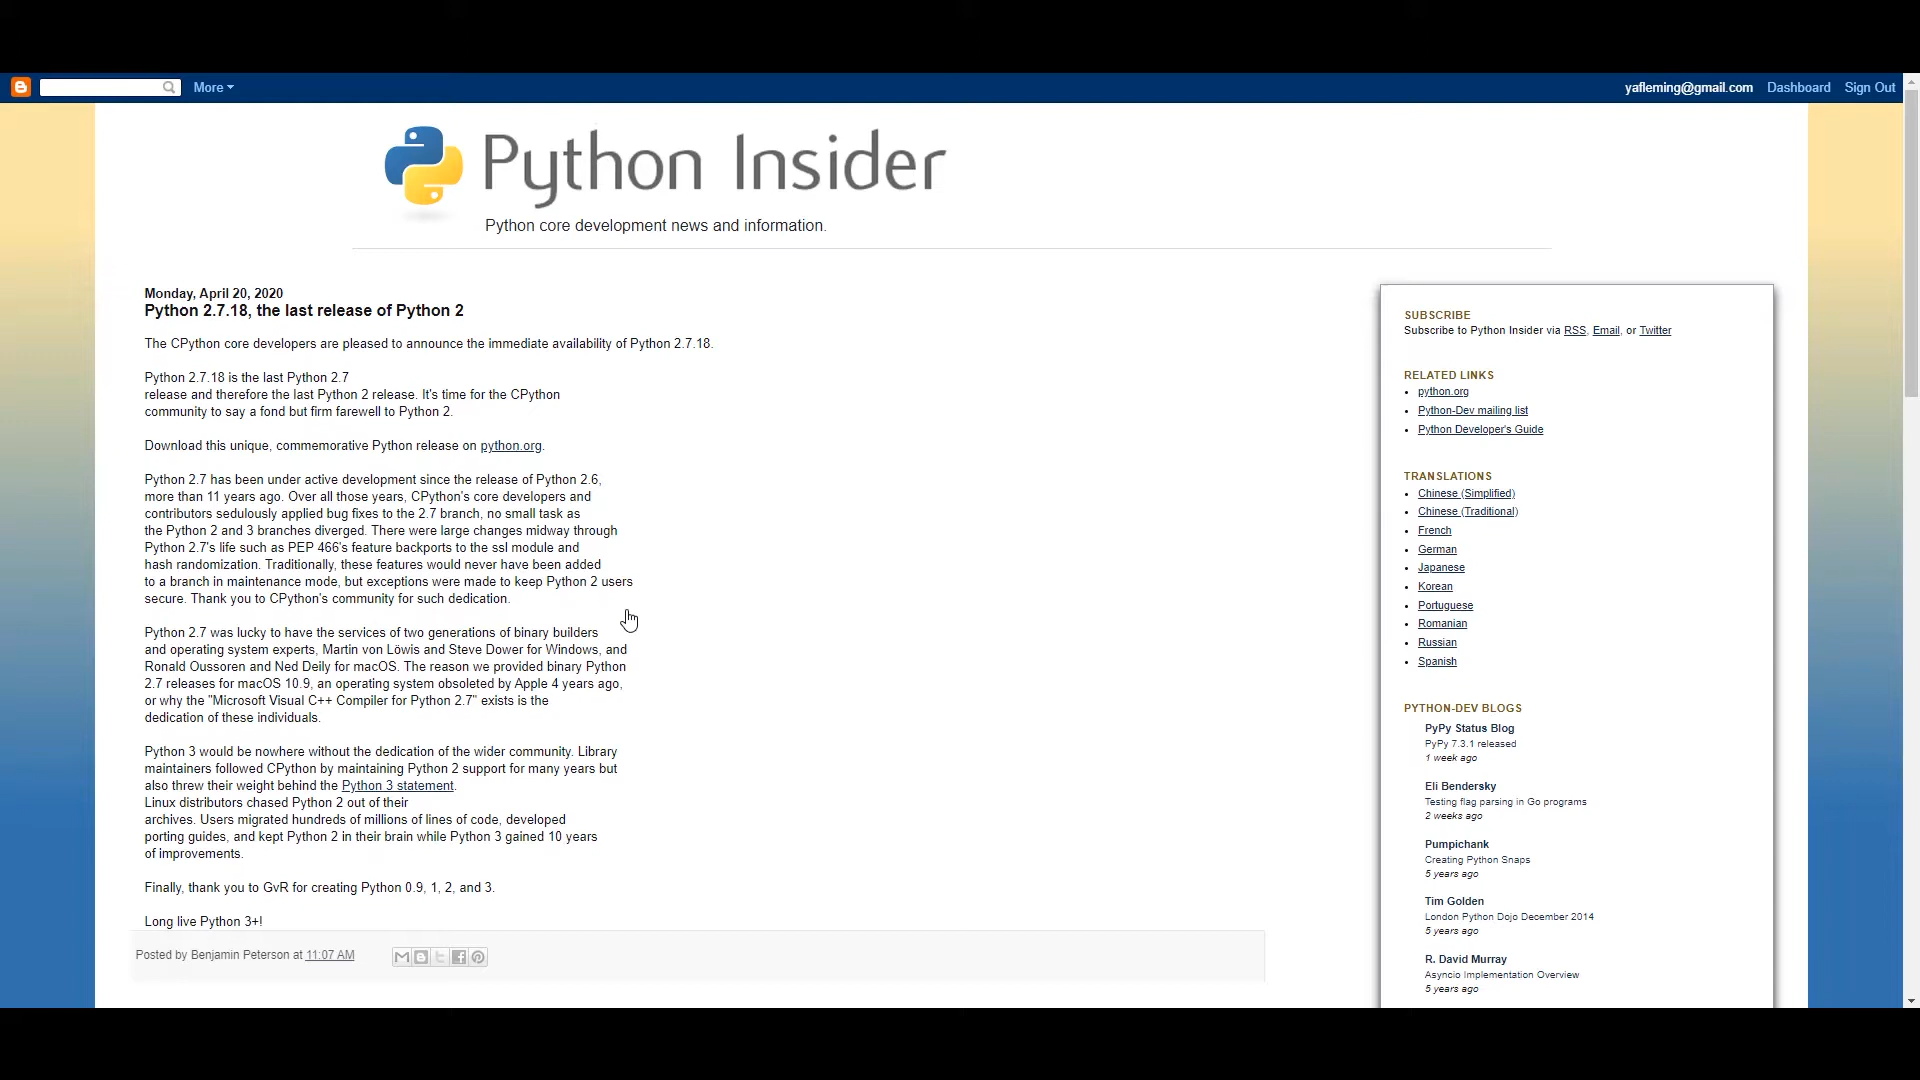 More
yafleming@gmail.com Dashboard Sign Out
Python Insider
Python core development news and information.
Monday, April 20, 2020
Python 2.7.18, the last release of Python 2
The CPython core developers are pleased to announce the immediate availability of Python 2.7.18.
Python 2.7.18 is the last Python 2.7
release and therefore the last Python 2 release. It's time for the CPython
community to say a fond but firm farewell to Python 2.
Download this unique, commemorative Python release on python.org.
Python 2.7 has been under active development since the release of Python 2.6,
more than 11 years ago. Over all those years, CPython's core developers and
contributors sedulously applied bug fixes to the 2.7 branch, no small task as
the Python 2 and 3 branches diverged. There were large changes midway through
Python 2.7's life such as PEP 466's feature backports to the ssl module and
hash randomization. Traditionally, these features would never have been added
to a branch in maintenance mode, but exceptions were made to keep Python 2 users
secure. Thank you to CPython's community for such dedication.
Python 2.7 was lucky to have the services of two generations of binary builders
and operating system experts, Martin von Löwis and Steve Dower for Windows, and
Ronald Oussoren and Ned Deily for macOS. The reason we provided binary Python
2.7 releases for macOS 10.9, an operating system obsoleted by Apple 4 years ago,
or why the "Microsoft Visual C++ Compiler for Python 2.7" exists is the
dedication of these individuals.
Python 3 would be nowhere without the dedication of the wider community. Library
maintainers followed CPython by maintaining Python 2 support for many years but
also threw their weight behind the Python 3 statement.
Linux distributors chased Python 2 out of their
archives. Users migrated hundreds of millions of lines of code, developed
porting guides, and kept Python 2 in their brain while Python 3 gained 10 years
of improvements.
Finally, thank you to GvR for creating Python 0.9, 1, 2, and 3.
Long live Python 3+!
Posted by Benjamin Peterson at 11:07 AM
SUBSCRIBE
Subscribe to Python Insider via RSS, Email, or Twitter
RELATED LINKS
python.org
Python-Dev mailing list
Python Developer's Guide
TRANSLATIONS
Chinese (Simplified)
Chinese (Traditional)
French
German
Japanese
Korean
Portuguese
Romanian
Russian
Spanish
PYTHON-DEV BLOGS
PyPy Status Blog
PyPy 7.3.1 released
1 week ago
Eli Bendersky
Testing flag parsing in Go programs
2 weeks ago
Pumpichank
Creating Python Snaps
5 years ago
Tim Golden
London Python Dojo December 2014
5 years ago
R. David Murray
Asyncio Implementation Overview
5 years ago